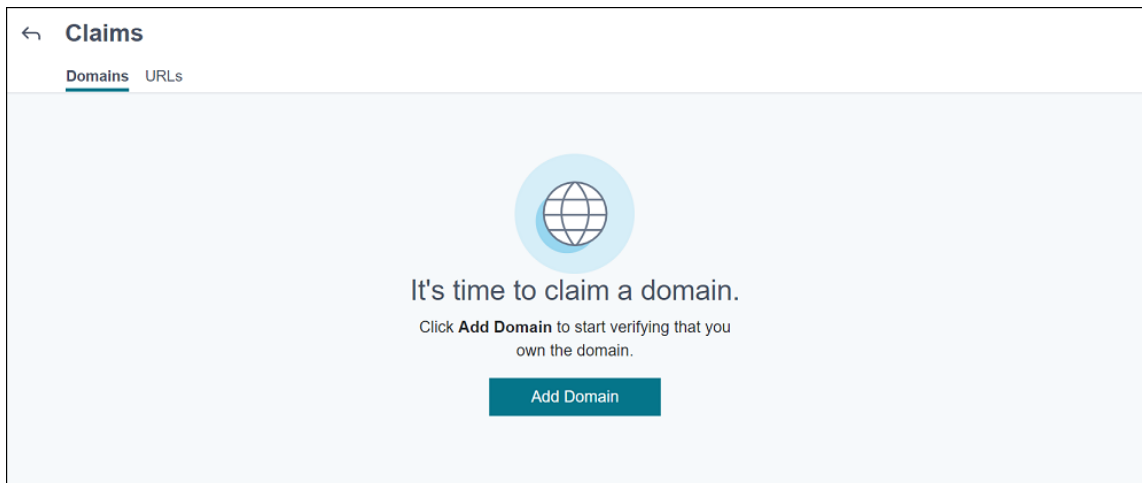 Claims
Domains URLs
It's time to claim a domain.
Click Add Domain to start verifying that you
own the domain.
Add Domain